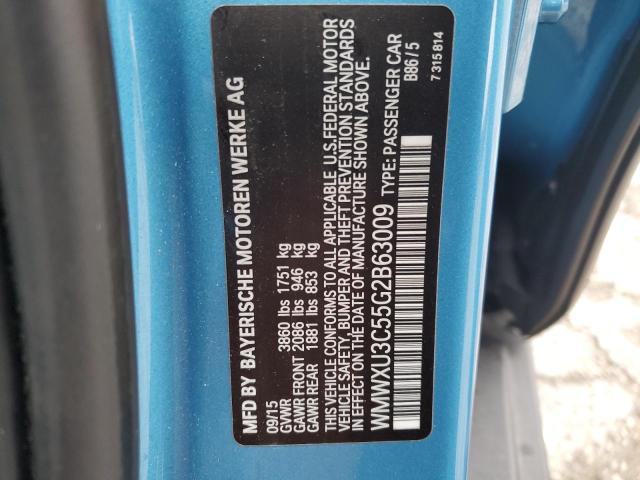 MFD BY BAYERISCHE MOTOREN WERKE AG
09/15
GVWR 3860 lbs 1751 kg
GAWR FRONT 2086 lbs 946 kg
GAWR REAR 1881 lbs 853 kg
THIS VEHICLE CONFORMS TO ALL APPLICABLE U.S.FEDERAL MOTOR
VEHICLE SAFETY, BUMPER AND THEFT PREVENTION STANDARDS
IN EFFECT ON THE DATE OF MANUFACTURE SHOWN ABOVE.
WMWXU3C55G2B63009 TYPE: PASSENGER CAR
B86/5
7 315 814